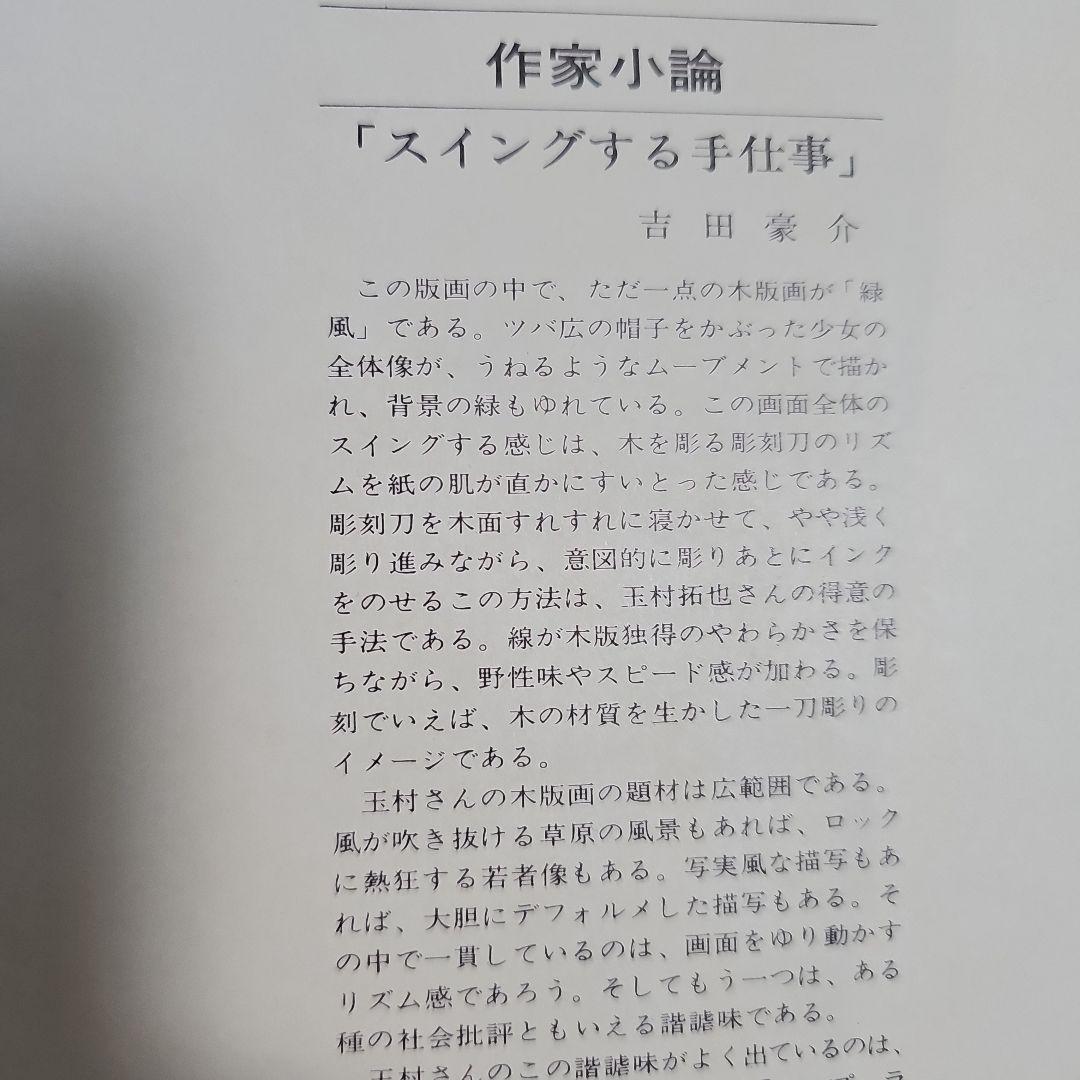 作家小論
「スイングする手仕事」
吉田豪介
この版画の中で、ただ一点の木版画が「緑
風」である。ツバ広の帽子をかぶった少女の
全体像が、うねるようなムーブメントで描か
れ、背景の緑もゆれている。この画面全体の
スイングする感じは、木を彫る彫刻刀のリズ
ムを紙の肌が直かにすいとった感じである。
彫刻刀を木面すれすれに寝かせて、やや浅く
彫り進みながら、意図的に彫りあとにインク
をのせるこの方法は、玉村拓也さんの得意の
手法である。線が木版独得のやわらかさを保
ちながら、野性味やスピード感が加わる。彫
刻でいえば、木の材質を生かした一刀彫りの
イメージである。
玉村さんの木版画の題材は広範囲である。
風が吹き抜ける草原の風景もあれば、ロック
に熱狂する若者像もある。写実風な描写もあ
れば、大胆にデフォルメした描写もある。そ
の中で一貫しているのは、画面をゆり動かす
リズム感であろう。そしてもう一つは、ある
種の社会批評ともいえる諧謔味である。
玉村さんのこの諧謔味がよく出ているのは、